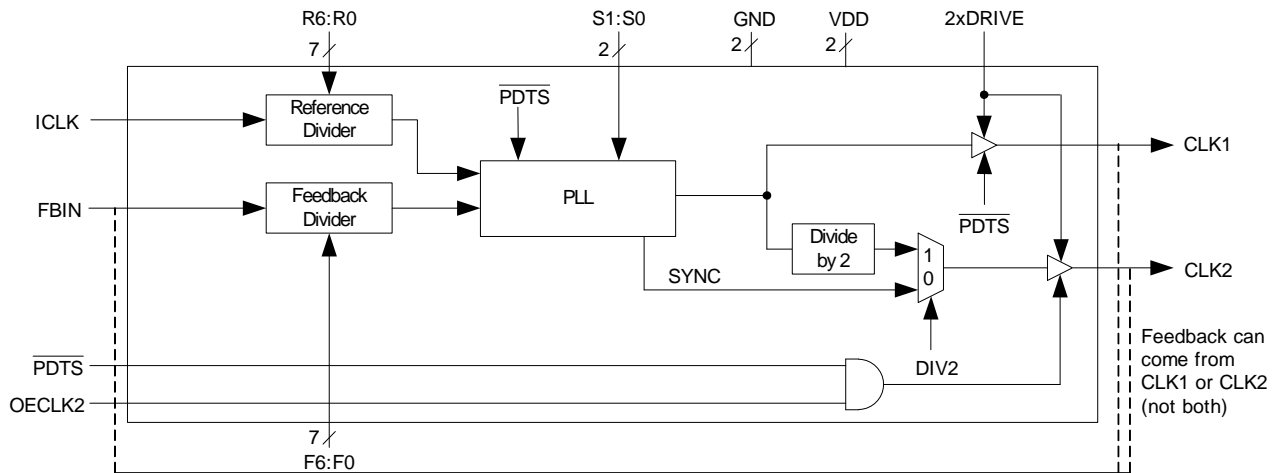 R6:R0
S1:S0
GND
VDD
2xDRIVE
7
2
2
2
ICLK
Reference
Divider
PDTS
CLK1
FBIN
Feedback
Divider
PLL
PDTS
Divide
by 2
1
0
SYNC
CLK2
DIV2
PDTS
OECLK2
Feedback can
come from
CLK1 or CLK2
(not both)
7
F6:F0